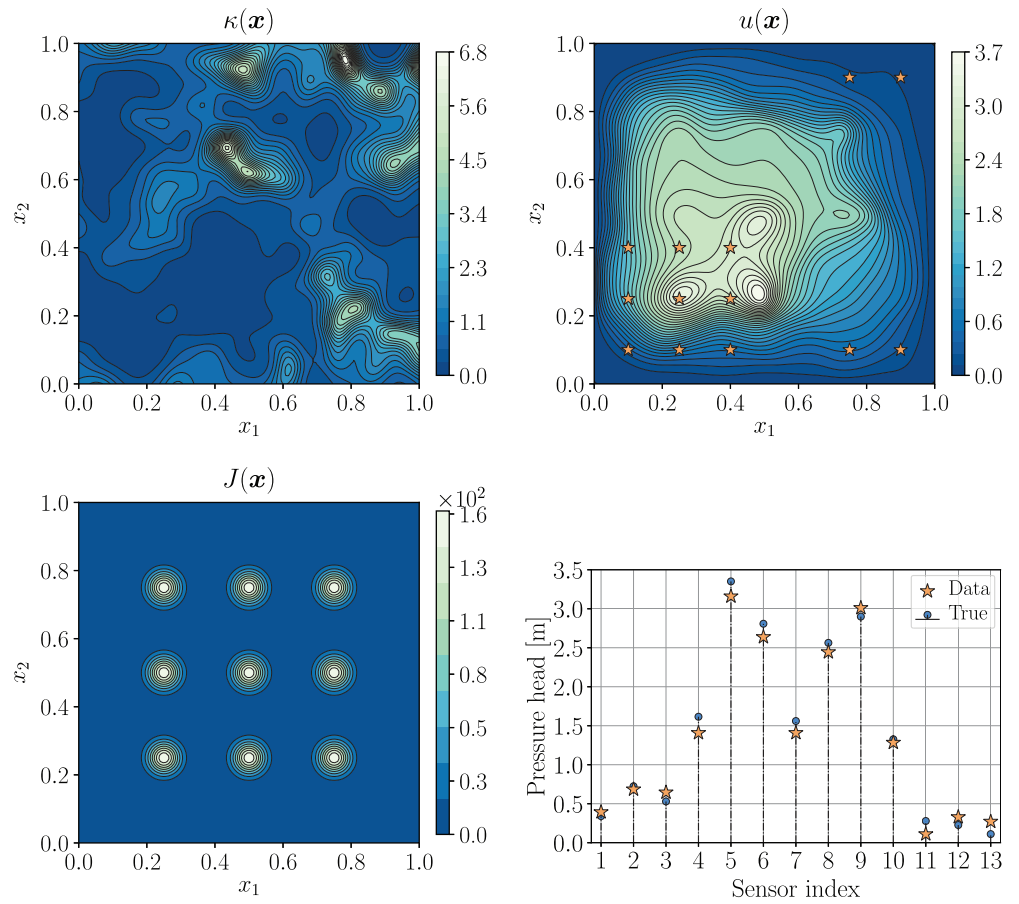 κ(x)
1.0
0.8
0.6
0.4
0.2
0.0
x2
0.0 0.2 0.4 0.6 0.8 1.0
x1
6.8
5.6
4.5
3.4
2.3
1.1
0.0
u(x)
1.0
0.8
0.6
0.4
0.2
0.0
x2
0.0 0.2 0.4 0.6 0.8 1.0
x1
3.7
3.0
2.4
1.8
1.2
0.6
0.0
J(x)
1.0
0.8
0.6
0.4
0.2
0.0
x2
0.0 0.2 0.4 0.6 0.8 1.0
x1
×10²
1.6
1.3
1.1
0.8
0.5
0.3
0.0
3.5
3.0
2.5
2.0
1.5
1.0
0.5
0.0
Pressure head [m]
Data
True
1 2 3 4 5 6 7 8 9 10 11 12 13
Sensor index